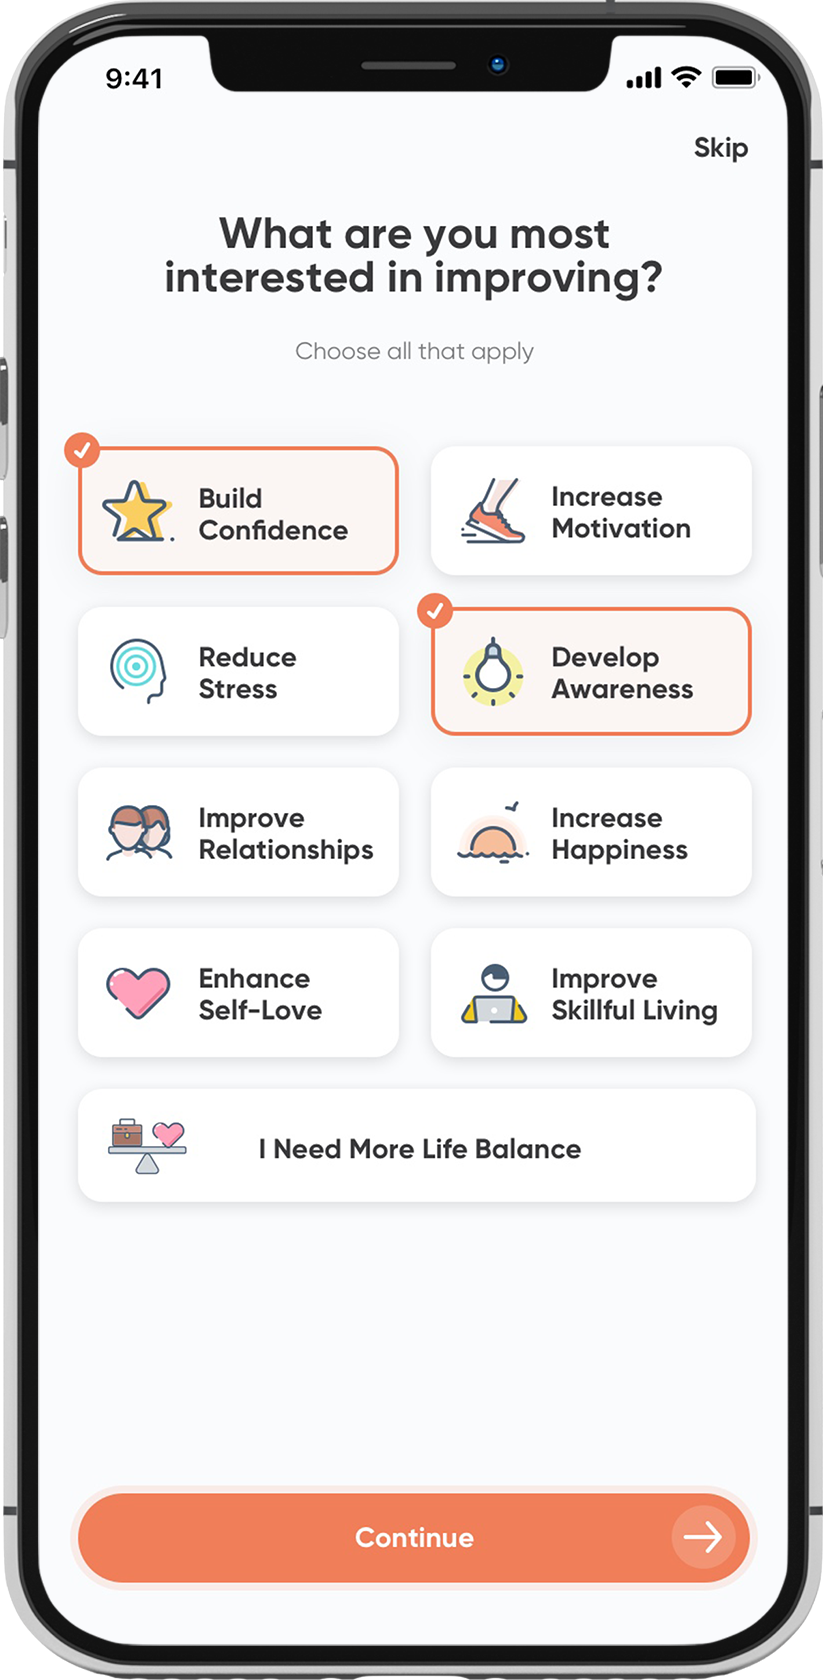 9:41
Skip
What are you most
interested in improving?
Choose all that apply
Build
Confidence
Increase
Motivation
Reduce
Stress
Develop
Awareness
Improve
Relationships
Increase
Happiness
Enhance
Self-Love
Improve
Skillful Living
I Need More Life Balance
Continue